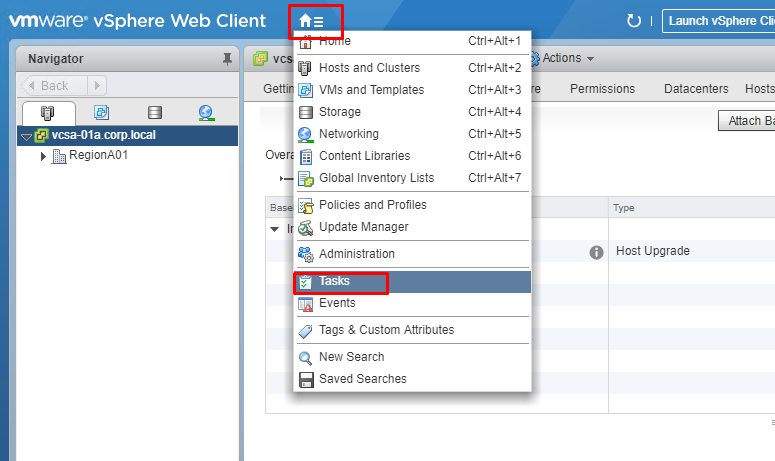 vmware® vSphere Web Client
Launch vSphere Clie
Navigator
Back
vcsa-01a.corp.local
RegionA01
vcs
Actions
Getti
re Permissions Datacenters Hosts
Attach Ba
Overa
Basel
Type
In
Host Upgrade
Home Ctrl+Alt+1
Hosts and Clusters Ctrl+Alt+2
VMs and Templates Ctrl+Alt+3
Storage Ctrl+Alt+4
Networking Ctrl+Alt+5
Content Libraries Ctrl+Alt+6
Global Inventory Lists Ctrl+Alt+7
Policies and Profiles
Update Manager
Administration
Tasks
Events
Tags & Custom Attributes
New Search
Saved Searches